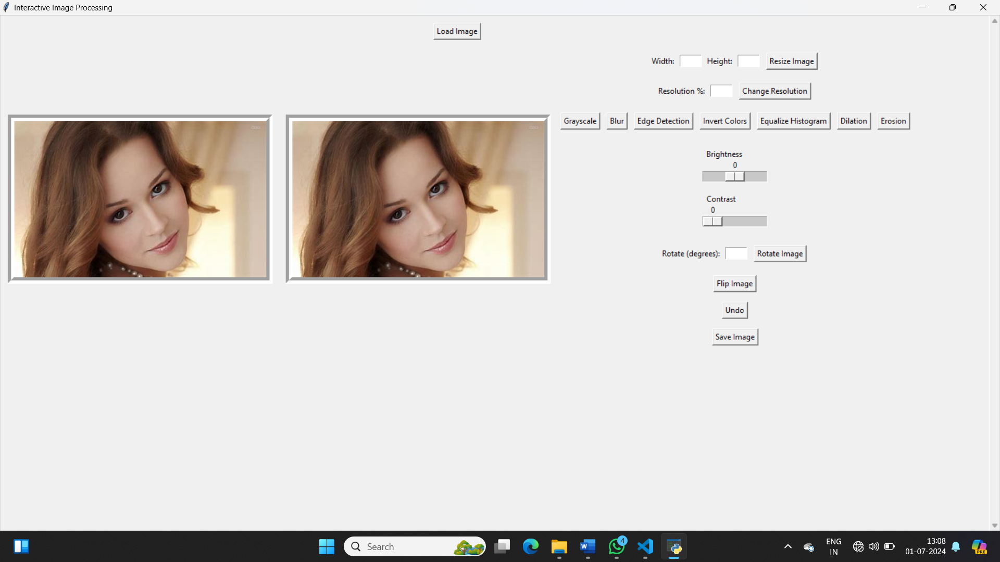 Interactive Image Processing
Load Image
Width: Height: Resize Image
Resolution %: Change Resolution
Grayscale Blur Edge Detection Invert Colors Equalize Histogram Dilation Erosion
Brightness
0
Contrast
0
Rotate (degrees): Rotate Image
Flip Image
Undo
Save Image
Search
W
4
ENG
IN
13:08
01-07-2024
PRE